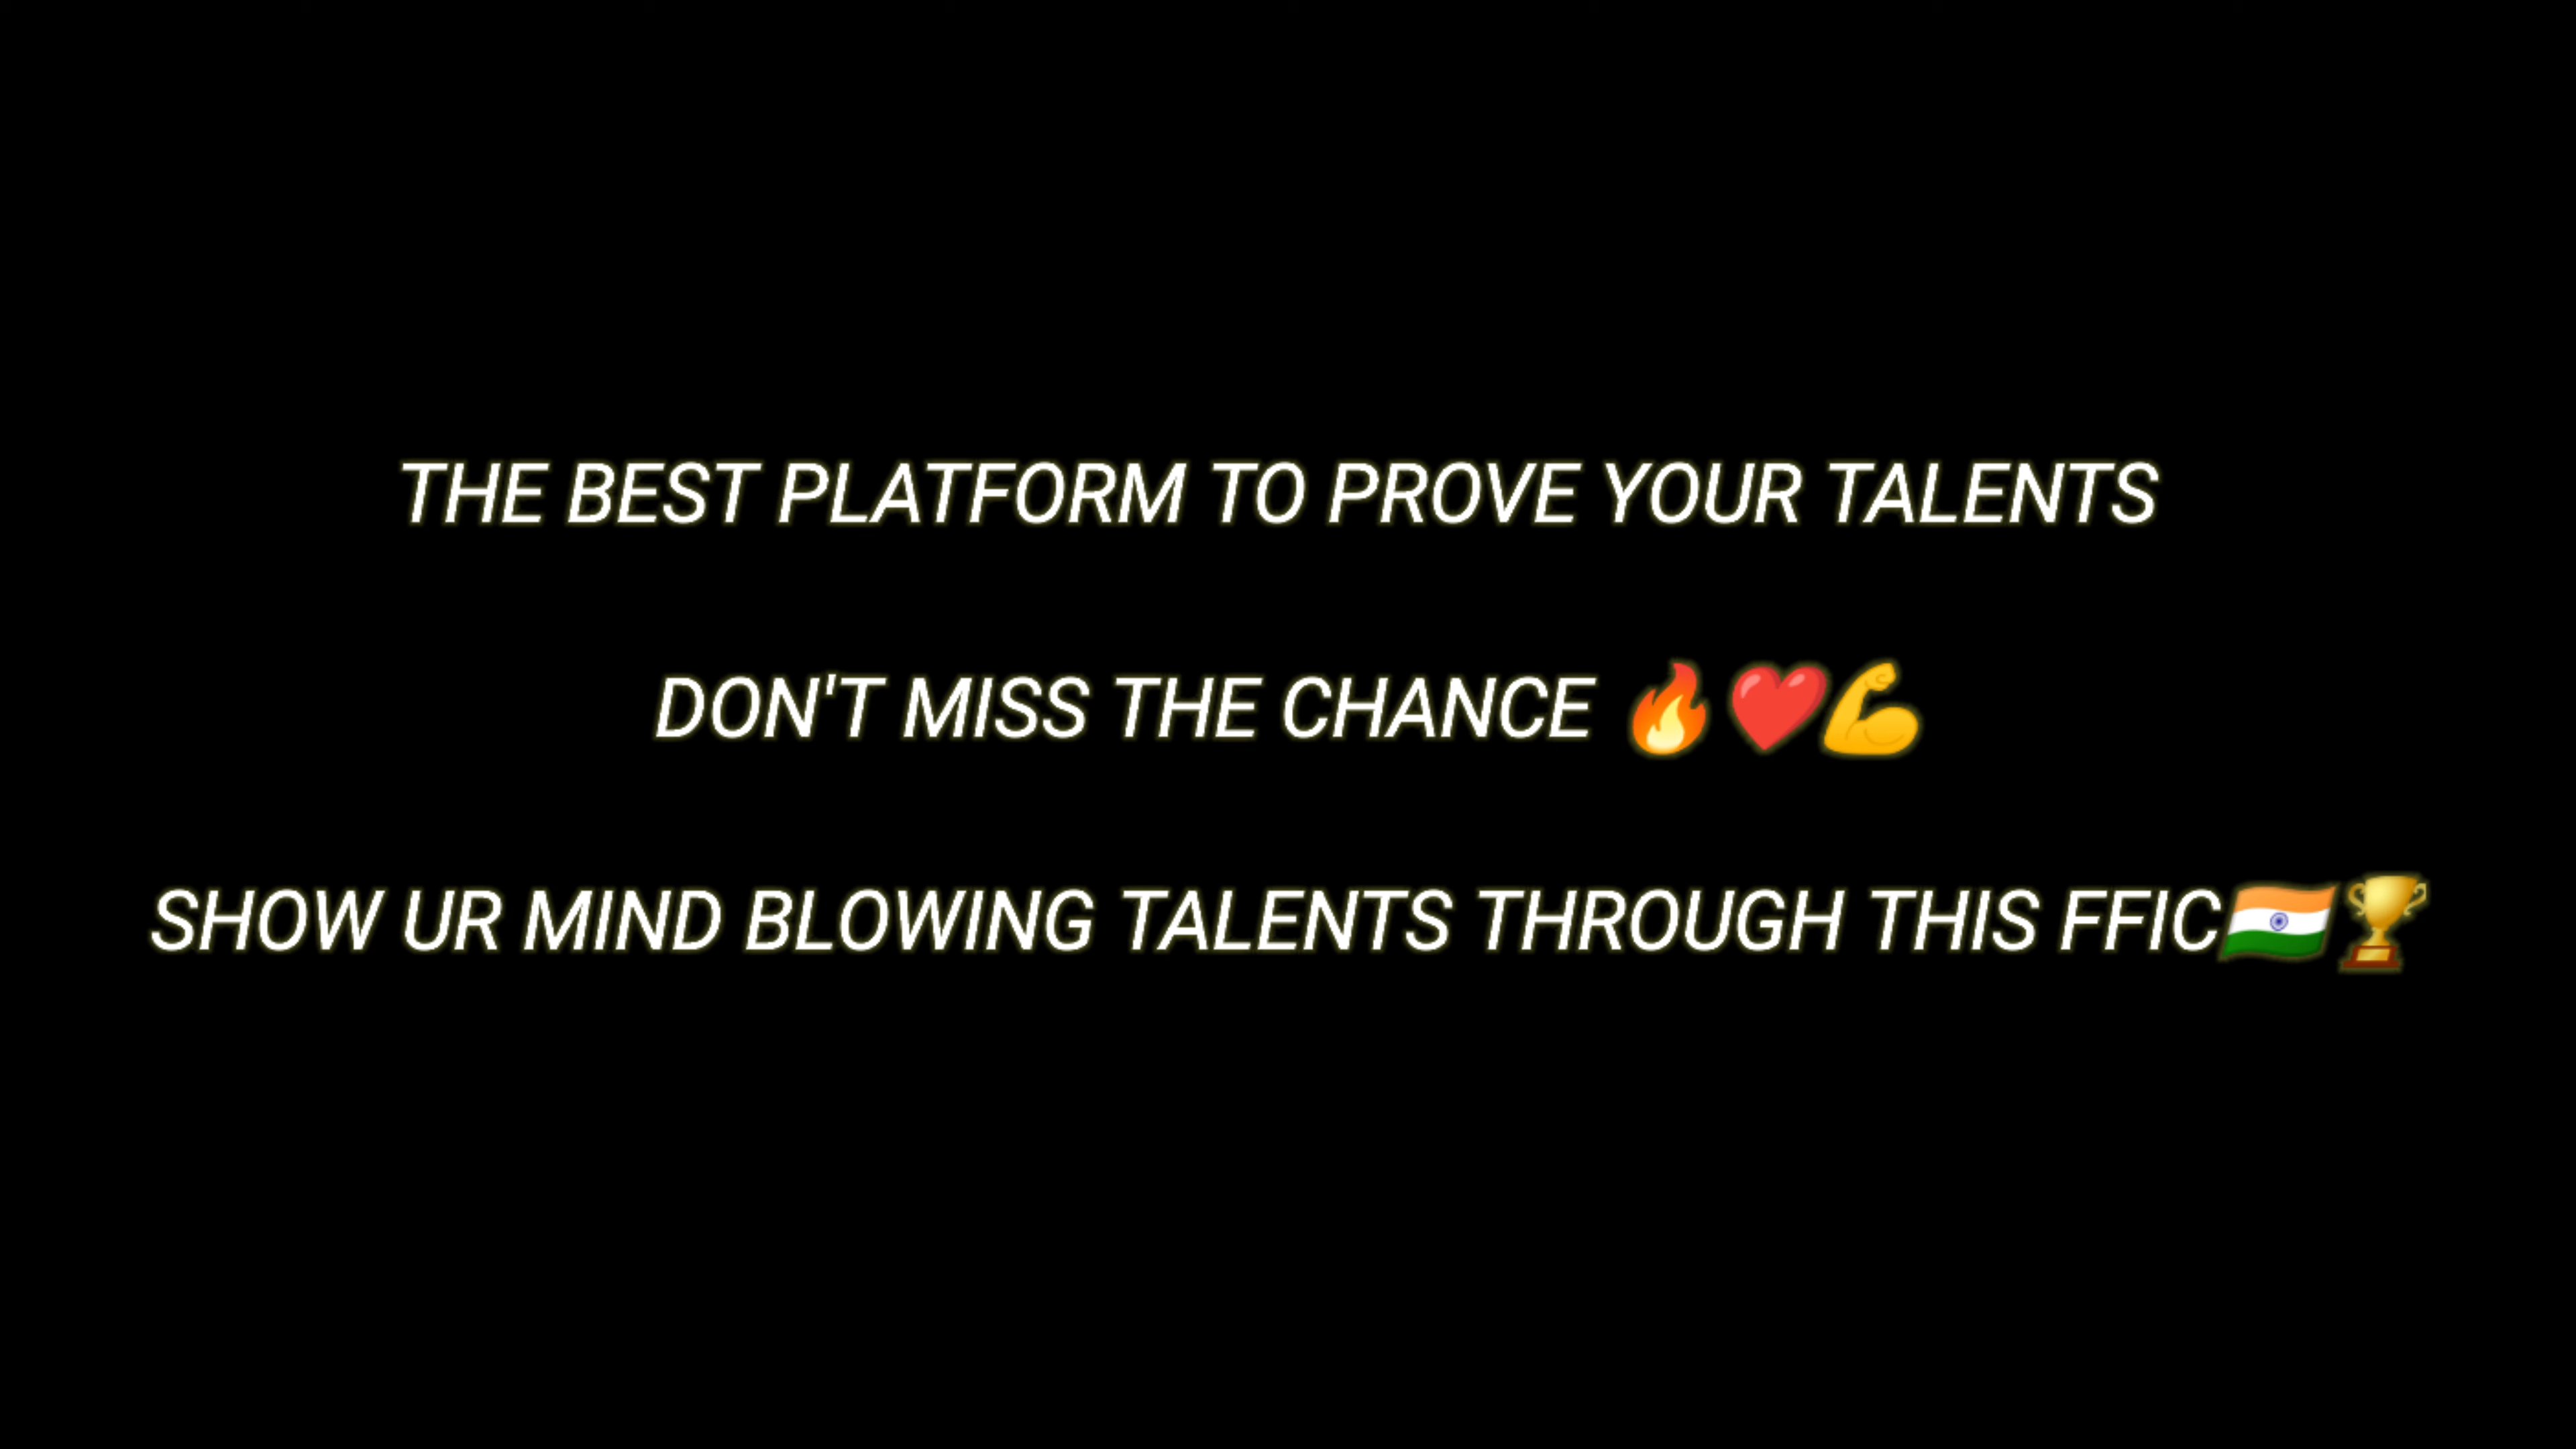 THE BEST PLATFORM TO PROVE YOUR TALENTS
DON'T MISS THE CHANCE 🔥❤️💪
SHOW UR MIND BLOWING TALENTS THROUGH THIS FFIC🇮🇳🏆